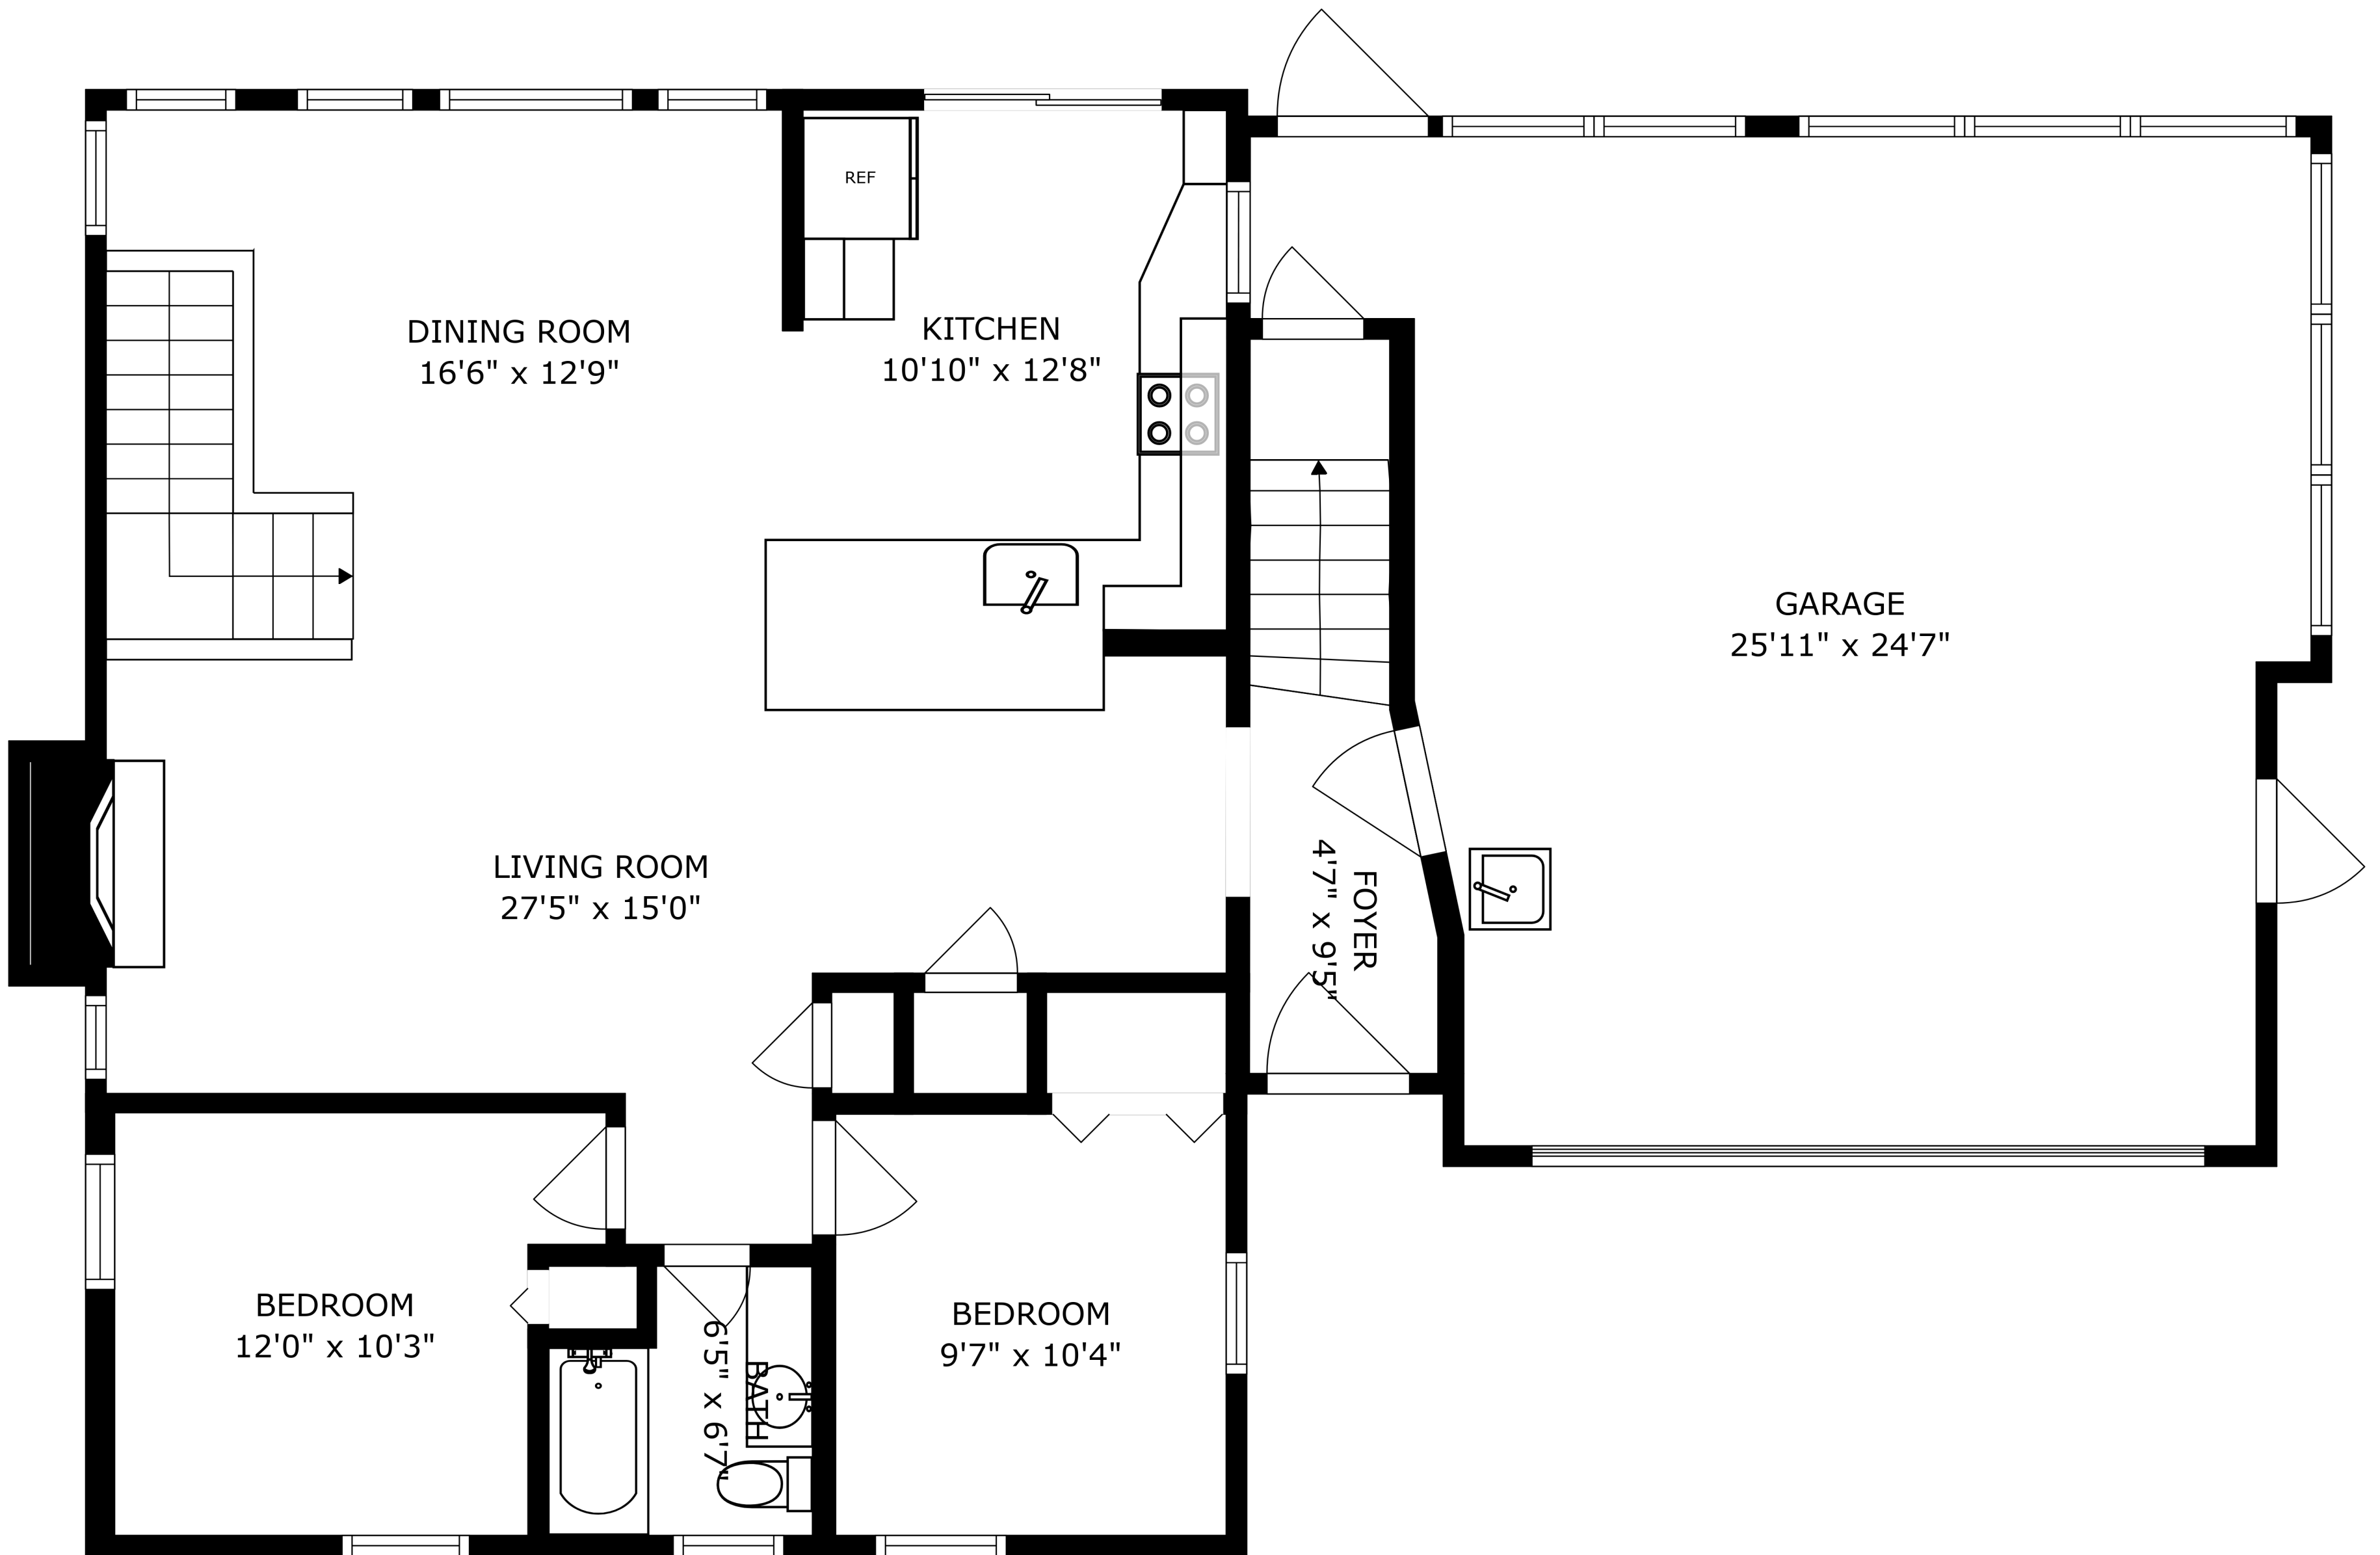 REF
DINING ROOM
16'6" x 12'9"
KITCHEN
10'10" x 12'8"
GARAGE
25'11" x 24'7"
LIVING ROOM
27'5" x 15'0"
FOYER
4'7" x 9'5"
BEDROOM
12'0" x 10'3"
BATH
6'5" x 6'7"
BEDROOM
9'7" x 10'4"